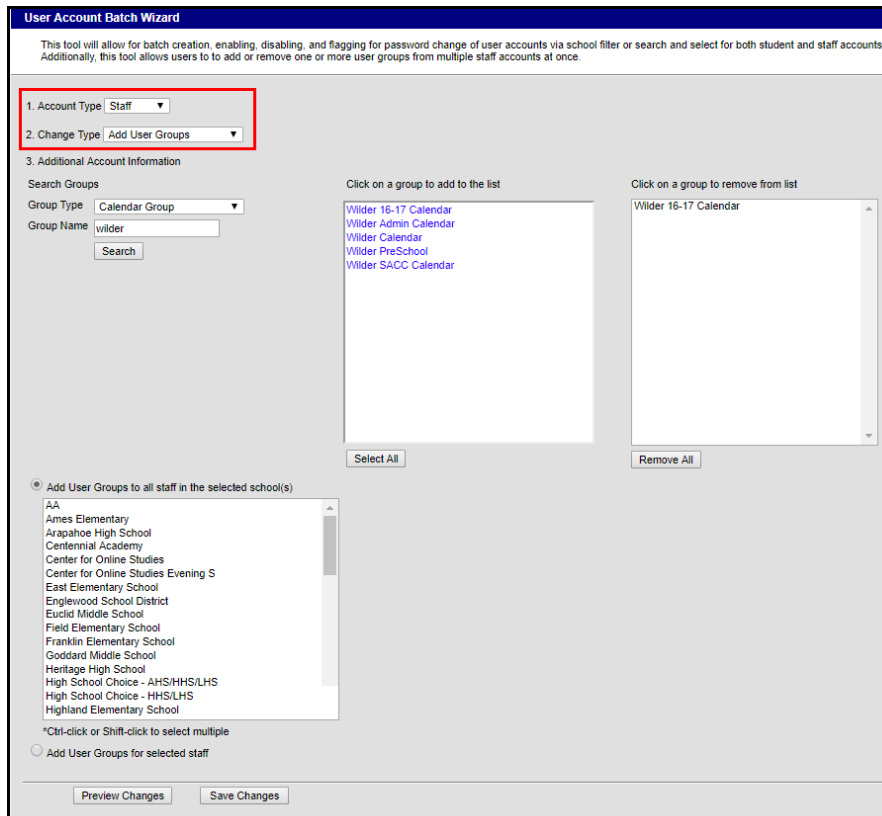 User Account Batch Wizard
This tool will allow for batch creation, enabling, disabling, and flagging for password change of user accounts via school filter or search and select for both student and staff accounts
Additionally, this tool allows users to to add or remove one or more user groups from multiple staff accounts at once.
1. Account Type Staff
2. Change Type Add User Groups
3. Additional Account Information
Search Groups
Group Type Calendar Group
Group Name wilder
Search
Click on a group to add to the list
Wilder 16-17 Calendar
Wilder Admin Calendar
Wilder Calendar
Wilder PreSchool
Wilder SACC Calendar
Select All
Click on a group to remove from list
Wilder 16-17 Calendar
Remove All
Add User Groups to all staff in the selected school(s)
AA
Ames Elementary
Arapahoe High School
Centennial Academy
Center for Online Studies
Center for Online Studies Evening S
East Elementary School
Englewood School District
Euclid Middle School
Field Elementary School
Franklin Elementary School
Goddard Middle School
Heritage High School
High School Choice - AHS/HHS/LHS
High School Choice - HHS/LHS
Highland Elementary School
*Ctrl-click or Shift-click to select multiple
Add User Groups for selected staff
Preview Changes
Save Changes